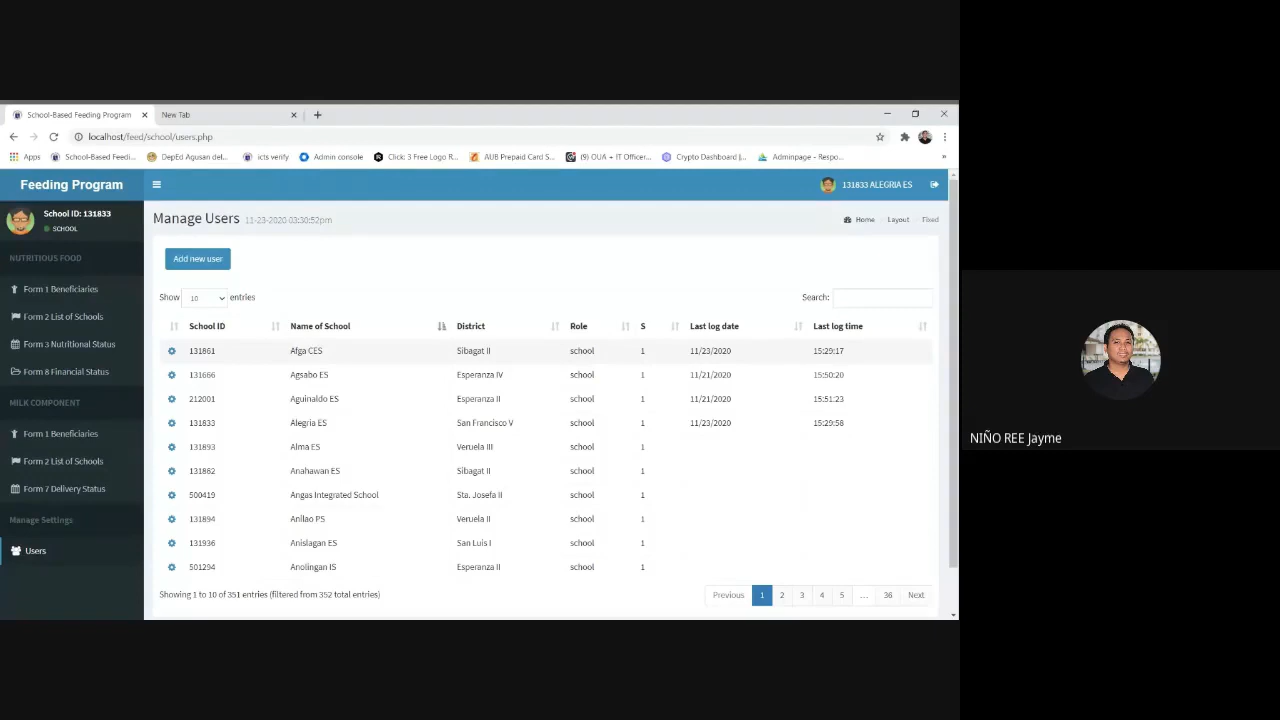 School-Based Feeding Program
New Tab
localhost/feed/school/users.php
Apps School-Based Feedi... DepEd Agusan del... icts verify Admin console Click: 3 Free Logo R... AUB Prepaid Card S... (9) OUA + IT Officer... Crypto Dashboard |... Adminpage - Respo...
Feeding Program
131833 ALEGRIA ES
School ID: 131833
SCHOOL
Manage Users 11-23-2020 03:30:52pm
Home Layout Fixed
NUTRITIOUS FOOD
Form 1 Beneficiaries
Form 2 List of Schools
Form 3 Nutritional Status
Form 8 Financial Status
MILK COMPONENT
Form 1 Beneficiaries
Form 2 List of Schools
Form 7 Delivery Status
Manage Settings
Users
Add new user
Show 10 entries
Search:
School ID Name of School District Role S Last log date Last log time
131861 Afga CES Sibagat II school 1 11/23/2020 15:29:17
131666 Agsabo ES Esperanza IV school 1 11/21/2020 15:50:20
212001 Aguinaldo ES Esperanza II school 1 11/21/2020 15:51:23
131833 Alegria ES San Francisco V school 1 11/23/2020 15:29:58
131893 Alma ES Veruela III school 1
131862 Anahawan ES Sibagat II school 1
500419 Angas Integrated School Sta. Josefa II school 1
131894 Anilao PS Veruela II school 1
131936 Anislagan ES San Luis I school 1
501294 Anolingan IS Esperanza II school 1
Showing 1 to 10 of 351 entries (filtered from 352 total entries)
Previous 1 2 3 4 5 ... 36 Next
NIÑO REE Jayme